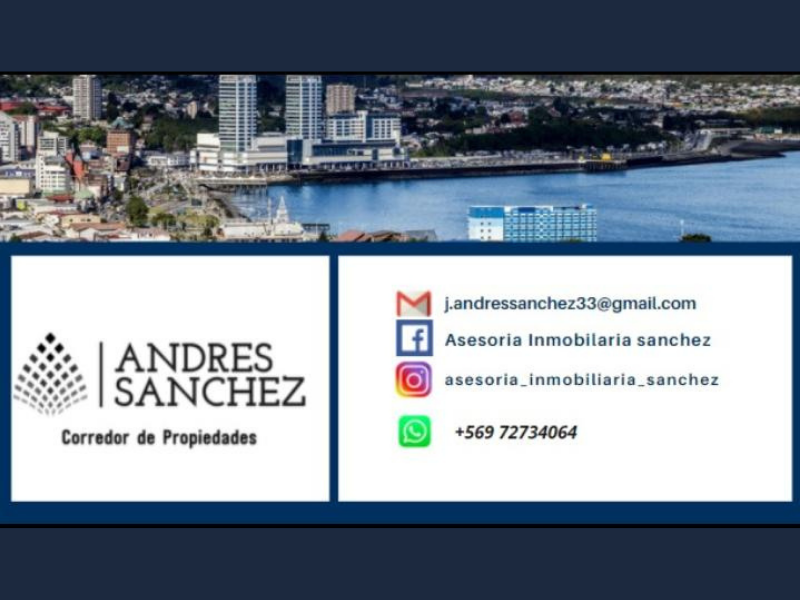 ANDRES
SANCHEZ
Corredor de Propiedades
j.andressanchez33@gmail.com
Asesoria Inmobilaria sanchez
asesoria_inmobiliaria_sanchez
+569 72734064